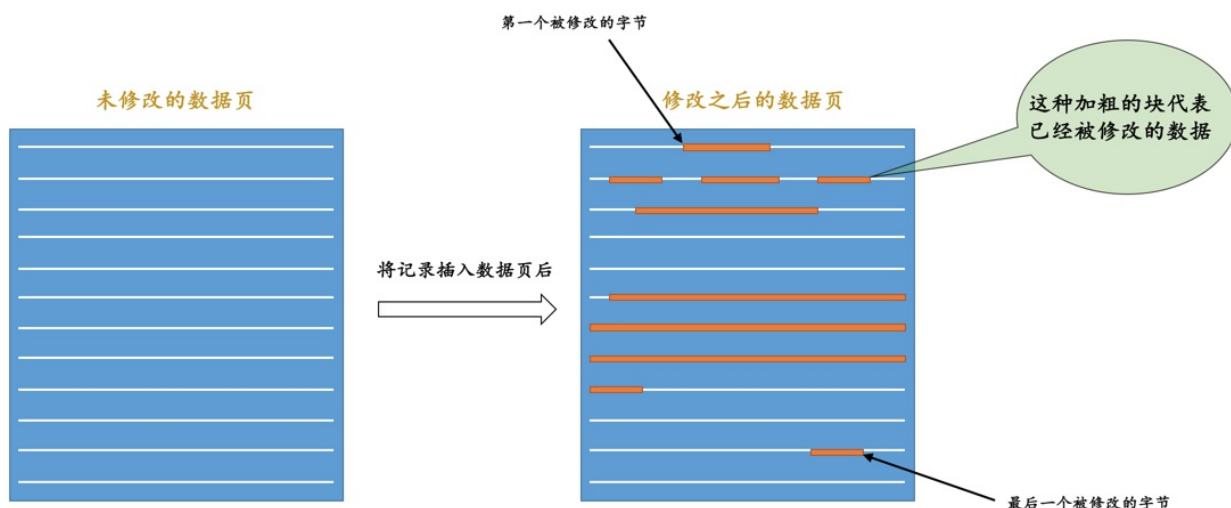 第一个被修改的字节
未修改的数据页
修改之后的数据页
这种加粗的块代表
已经被修改的数据
将记录插入数据页后
最后一个被修改的字节